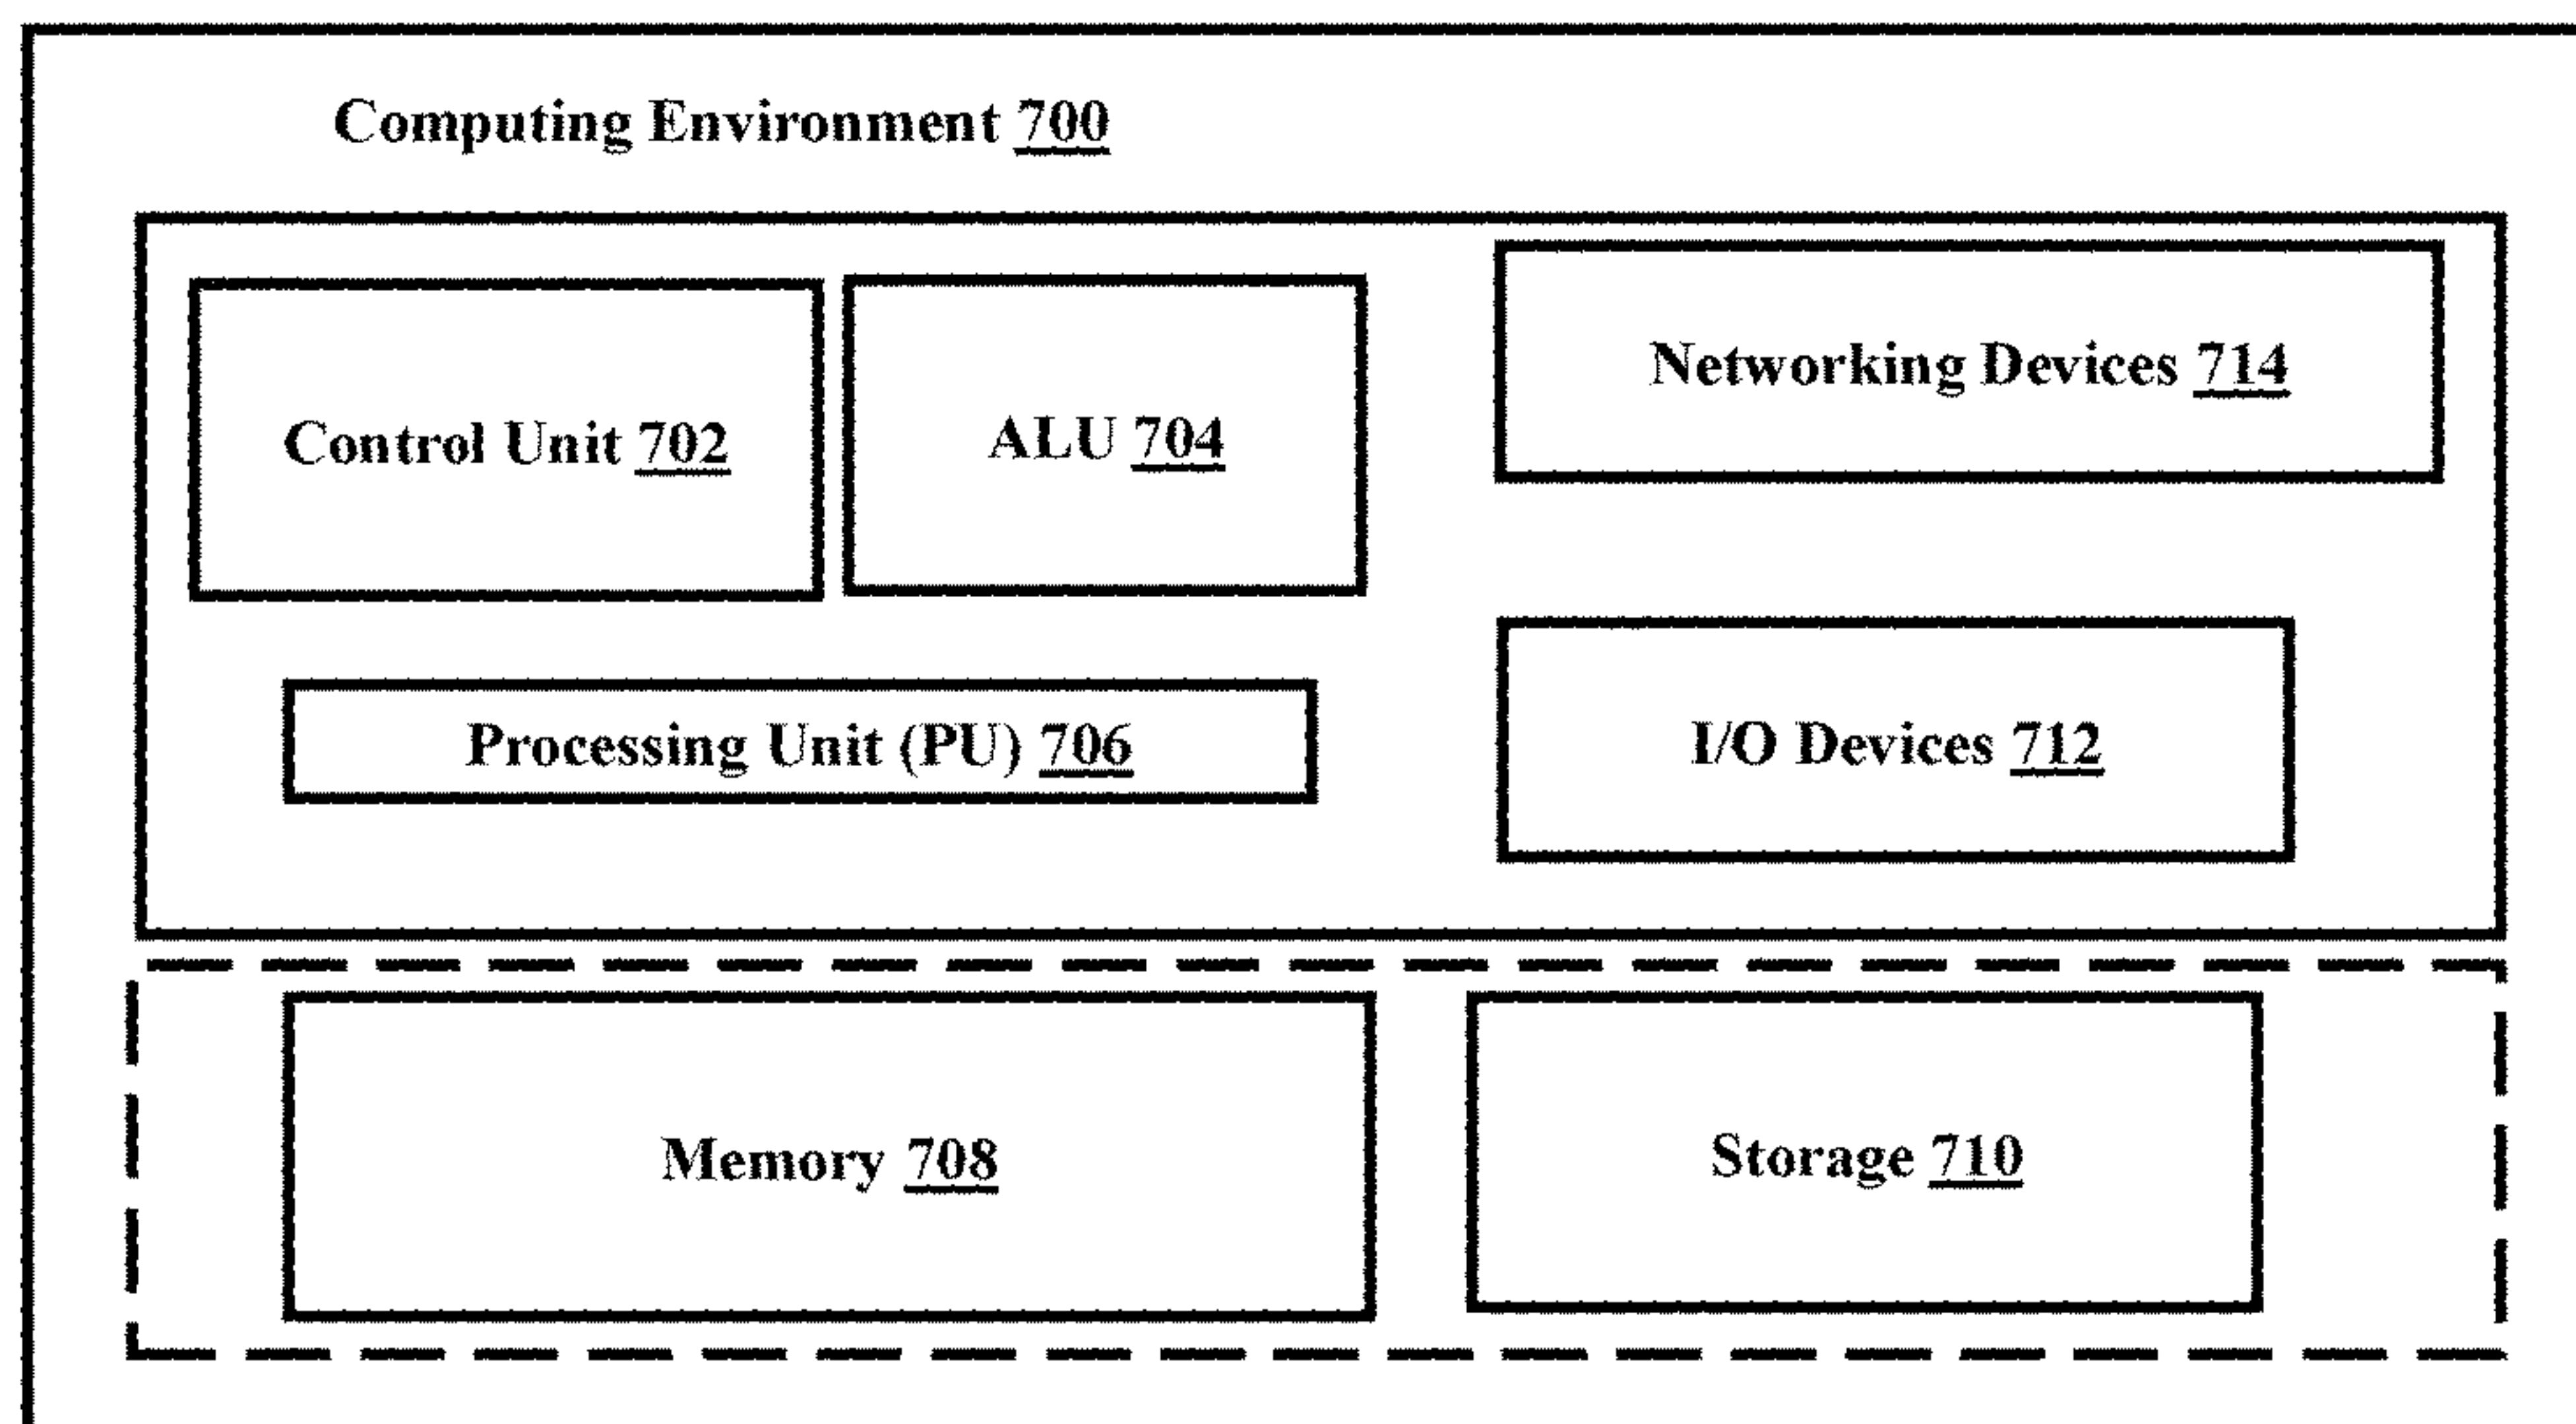 Computing Environment 700
Control Unit 702
ALU 704
Networking Devices 714
Processing Unit (PU) 706
I/O Devices 712
Memory 708
Storage 710